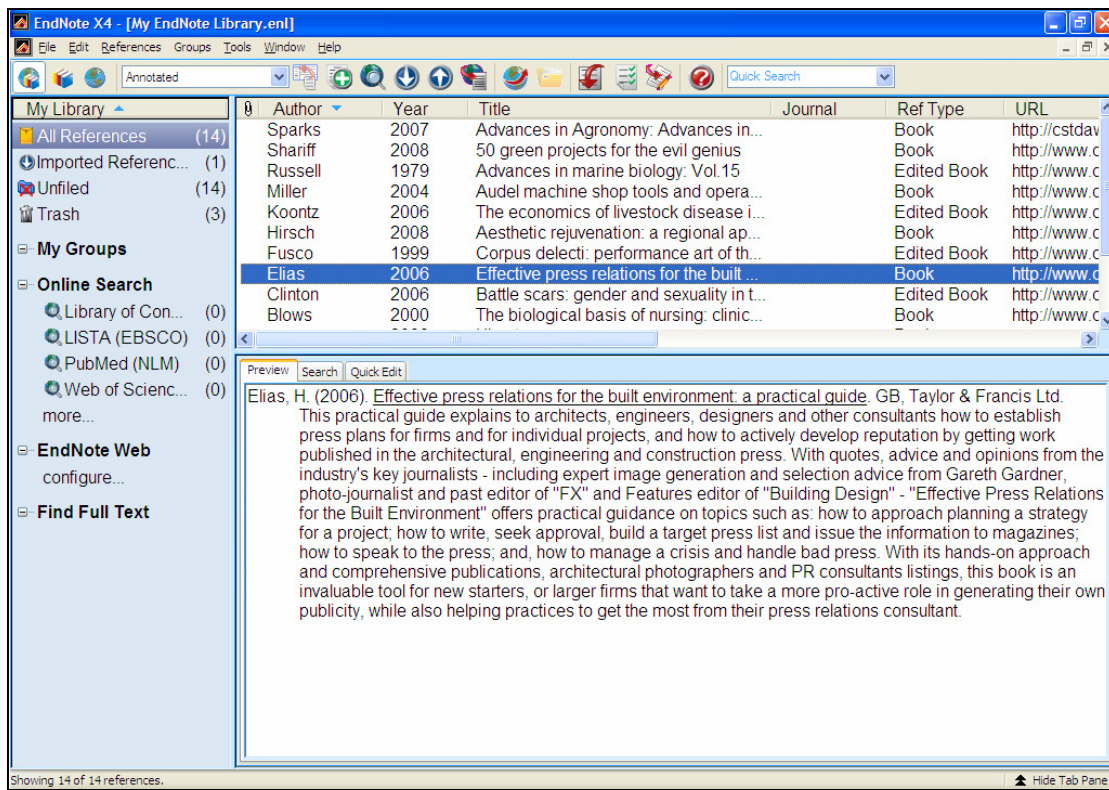 EndNote X4 - [My EndNote Library.enl]
File Edit References Groups Tools Window Help
Annotated
Quick Search
My Library
All References (14)
Imported Referenc... (1)
Unfiled (14)
Trash (3)
My Groups
Online Search
Library of Con... (0)
LISTA (EBSCO) (0)
PubMed (NLM) (0)
Web of Scienc... (0)
more...
EndNote Web
configure...
Find Full Text
Author Year Title Journal Ref Type URL
Sparks 2007 Advances in Agronomy: Advances in... Book http://cstdav
Shariff 2008 50 green projects for the evil genius Book http://www.c
Russell 1979 Advances in marine biology: Vol.15 Edited Book http://www.c
Miller 2004 Audel machine shop tools and opera... Book http://www.c
Koontz 2006 The economics of livestock disease i... Edited Book http://www.c
Hirsch 2008 Aesthetic rejuvenation: a regional ap... Book http://www.c
Fusco 1999 Corpus delecti: performance art of th... Edited Book http://www.c
Elias 2006 Effective press relations for the built ... Book http://www.c
Clinton 2006 Battle scars: gender and sexuality in t... Edited Book http://www.c
Blows 2000 The biological basis of nursing: clinic... Book http://www.c
Preview Search Quick Edit
Elias, H. (2006). Effective press relations for the built environment: a practical guide. GB, Taylor & Francis Ltd.
This practical guide explains to architects, engineers, designers and other consultants how to establish
press plans for firms and for individual projects, and how to actively develop reputation by getting work
published in the architectural, engineering and construction press. With quotes, advice and opinions from the
industry's key journalists - including expert image generation and selection advice from Gareth Gardner,
photo-journalist and past editor of "FX" and Features editor of "Building Design" - "Effective Press Relations
for the Built Environment" offers practical guidance on topics such as: how to approach planning a strategy
for a project; how to write, seek approval, build a target press list and issue the information to magazines;
how to speak to the press; and, how to manage a crisis and handle bad press. With its hands-on approach
and comprehensive publications, architectural photographers and PR consultants listings, this book is an
invaluable tool for new starters, or larger firms that want to take a more pro-active role in generating their own
publicity, while also helping practices to get the most from their press relations consultant.
Showing 14 of 14 references.
Hide Tab Pane